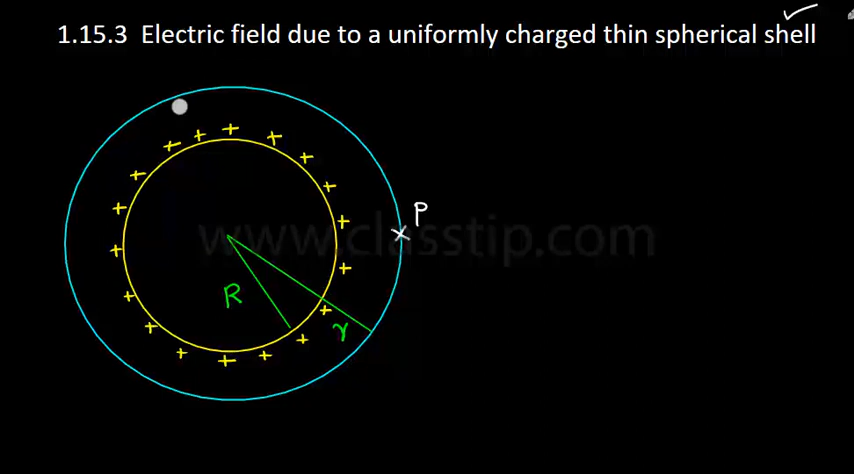 1.15.3 Electric field due to a uniformly charged thin spherical shell
+ + + + + + + + + + + + + + + + + + + +
P
www.classtip.com
R
r